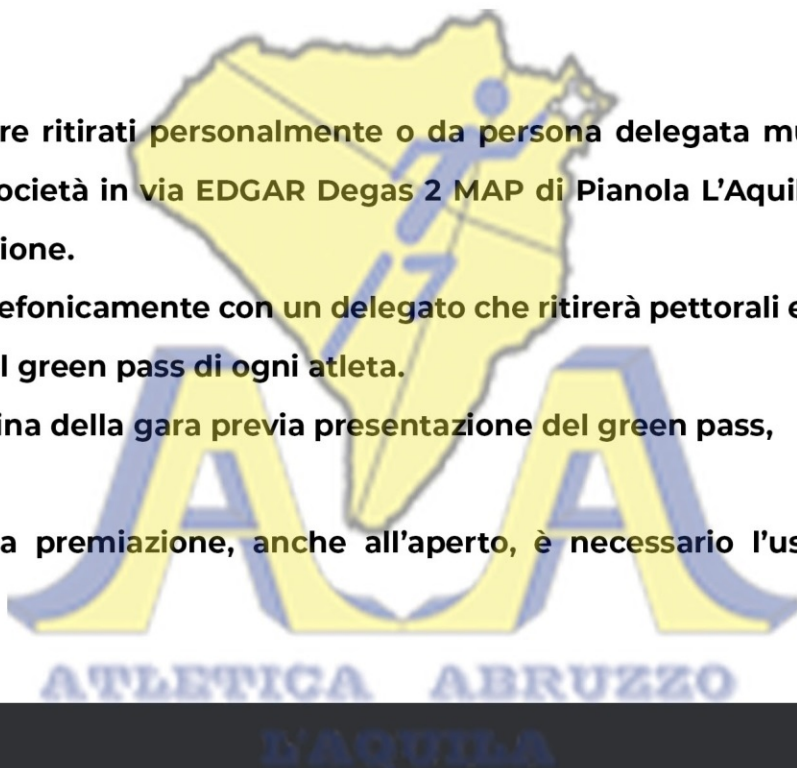 re ritirati personalmente o da persona delegata mu
ocietà in via EDGAR Degas 2 MAP di Pianola L'Aquil
ione.
efonicamente con un delegato che ritirerà pettorali e
l green pass di ogni atleta.
ina della gara previa presentazione del green pass,
a premiazione, anche all'aperto, è necessario l'us
AA
ATLETICA ABRUZZO
L'AQUILA